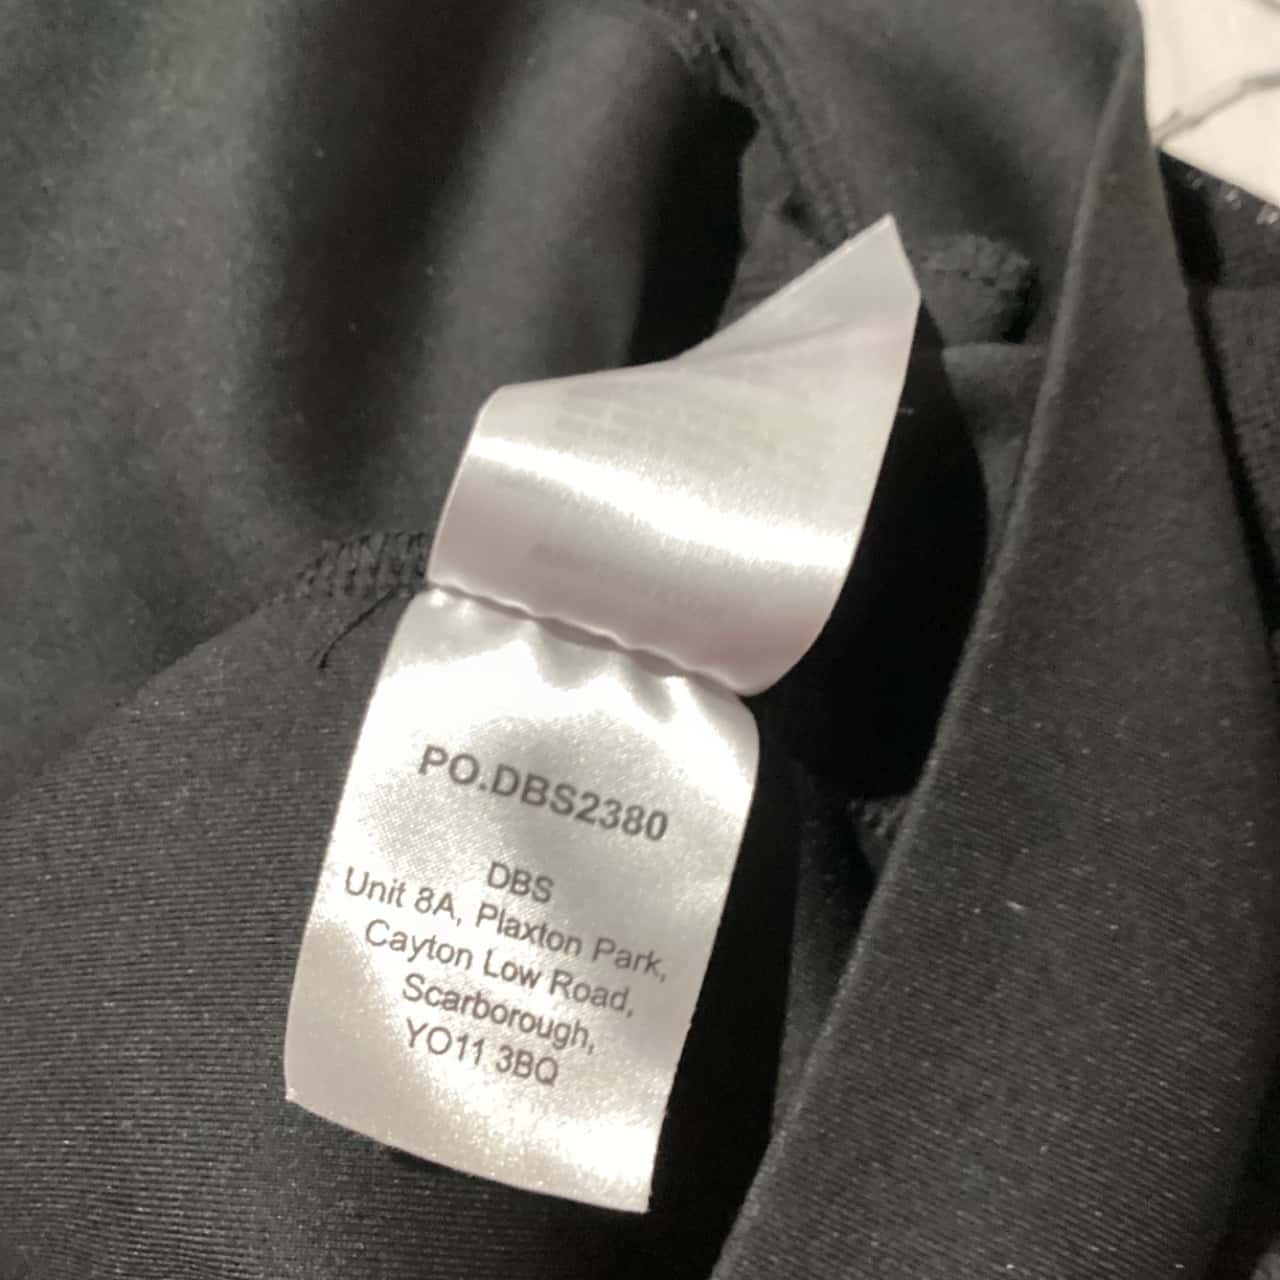 PO.DBS2380
DBS
Unit 8A, Plaxton Park,
Cayton Low Road,
Scarborough,
YO11 3BQ